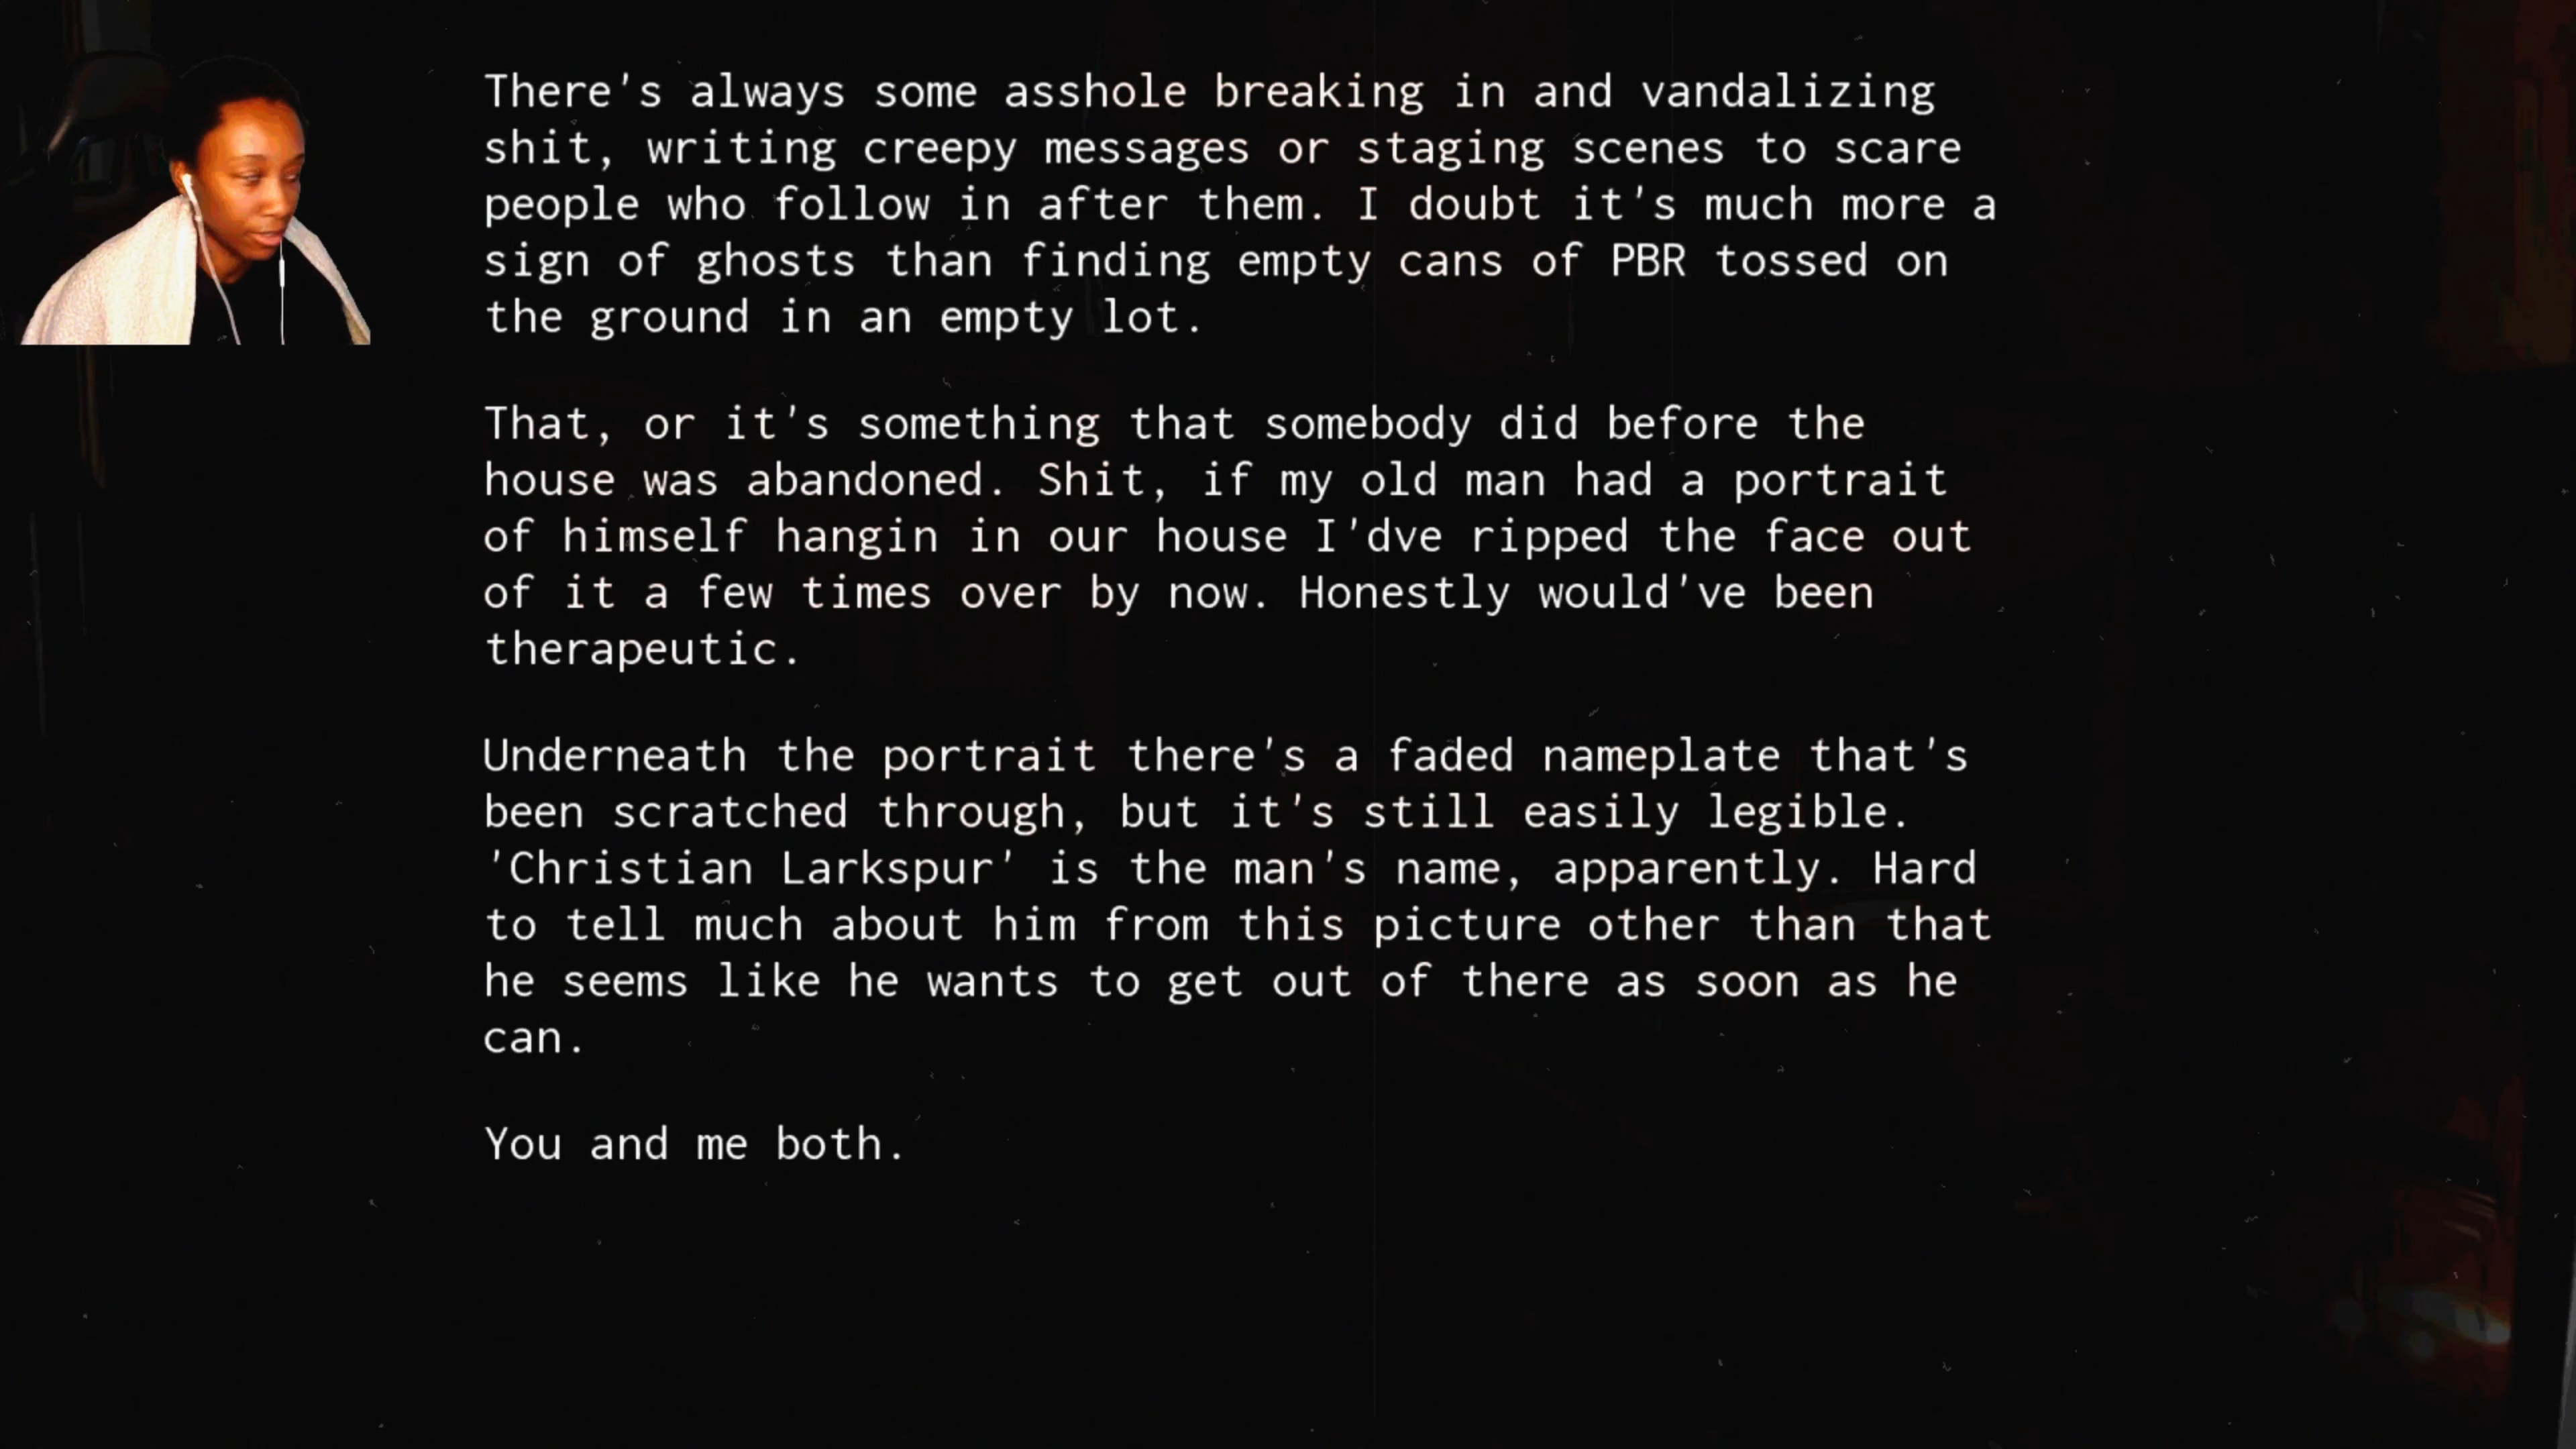 There's always some asshole breaking in and vandalizing
shit, writing creepy messages or staging scenes to scare
people who follow in after them. I doubt it's much more a
sign of ghosts than finding empty cans of PBR tossed on
the ground in an empty lot.
That, or it's something that somebody did before the
house was abandoned. Shit, if my old man had a portrait
of himself hangin in our house I'dve ripped the face out
of it a few times over by now. Honestly would've been
therapeutic.
Underneath the portrait there's a faded nameplate that's
been scratched through, but it's still easily legible.
'Christian Larkspur' is the man's name, apparently. Hard
to tell much about him from this picture other than that
he seems like he wants to get out of there as soon as he
can.
You and me both.